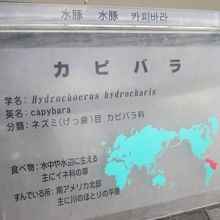 水豚 水豚 카피바라
カピバラ
学名：Hydrochoerus hydrocharis
英名：capybara
分類：ネズミ(げっ歯)目 カピバラ科
食べ物：水中や水辺に生える
主にイネ科の草
すんでいる所：南アメリカ北部
主に川のほとりの平原